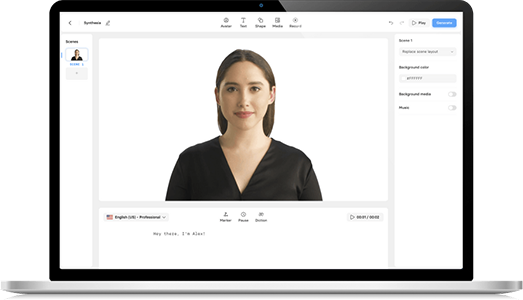 Synthesia
Avatar
Text
Shape
Media
Record
Play
Generate
Scenes
SCENE 1
Scene 1
Replace scene layout
Background color
#ffffff
Background media
Music
English (US) - Professional
Marker
Pause
Diction
00:01 / 00:02
Hey there, I'm Alex!